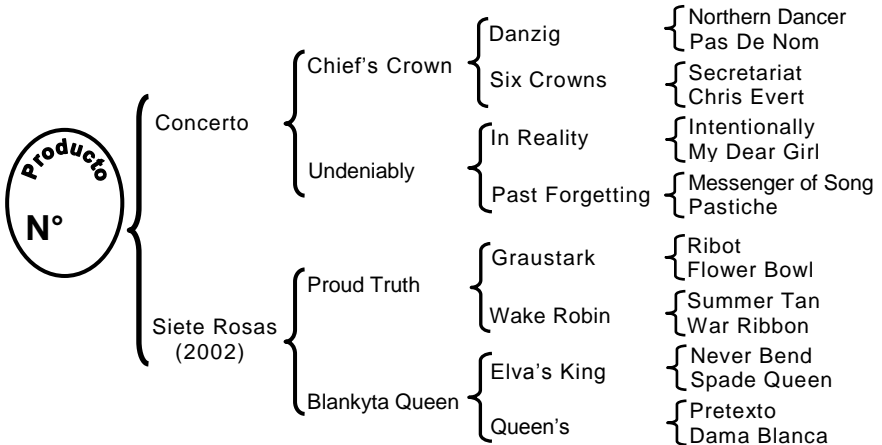 Producto
N°
Concerto
Siete Rosas
(2002)
Chief's Crown
Undeniably
Proud Truth
Blankyta Queen
Danzig
Six Crowns
In Reality
Past Forgetting
Graustark
Wake Robin
Elva's King
Queen's
Northern Dancer
Pas De Nom
Secretariat
Chris Evert
Intentionally
My Dear Girl
Messenger of Song
Pastiche
Ribot
Flower Bowl
Summer Tan
War Ribbon
Never Bend
Spade Queen
Pretexto
Dama Blanca